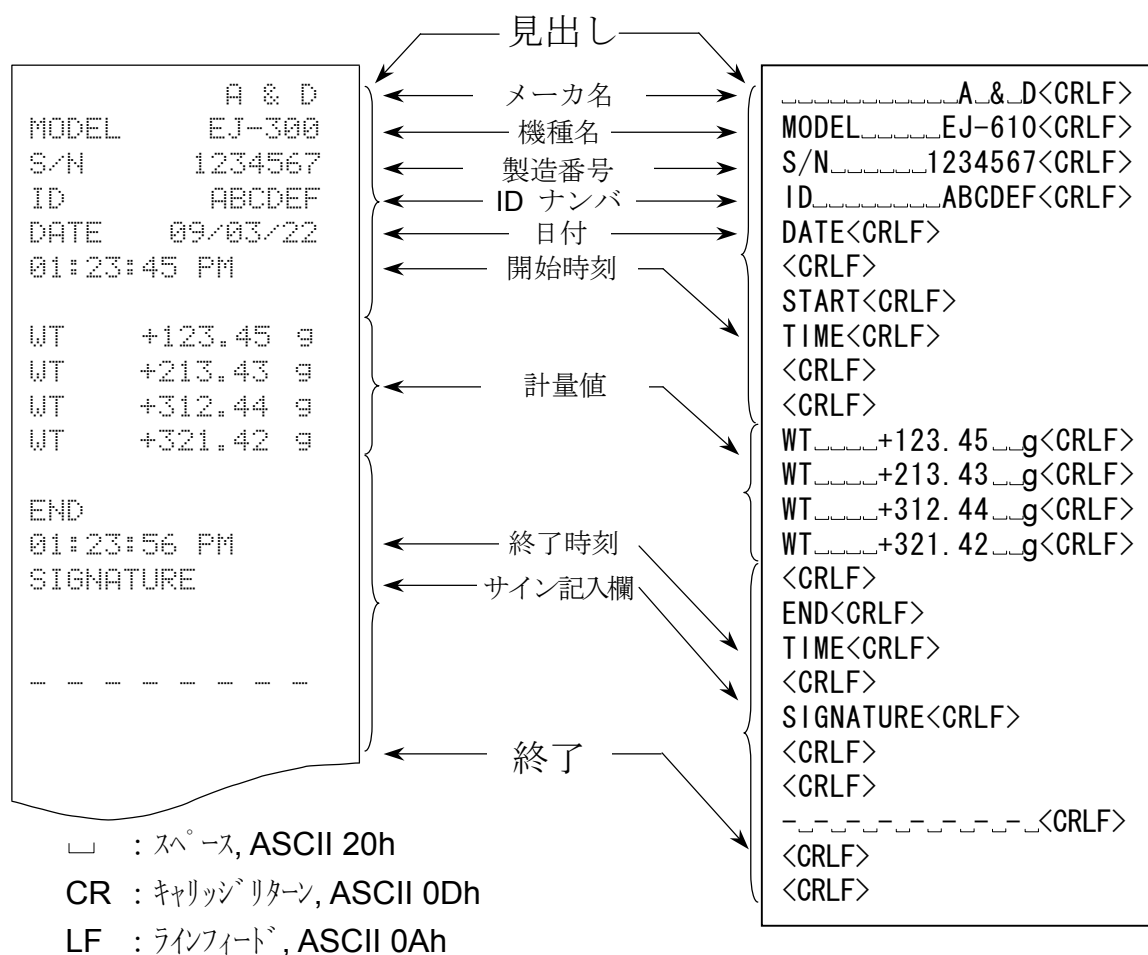 見出し
A & D
MODEL EJ-300
S/N 1234567
ID ABCDEF
DATE 09/03/22
01:23:45 PM
WT +123.45 g
WT +213.43 g
WT +312.44 g
WT +321.42 g
END
01:23:56 PM
SIGNATURE
- - - - - - - -
メーカ名
機種名
製造番号
ID ナンバ
日付
開始時刻
計量値
終了時刻
サイン記入欄
終了
␣␣␣␣␣␣␣␣␣␣␣A␣&␣D<CRLF>
MODEL␣␣␣␣␣EJ-610<CRLF>
S/N␣␣␣␣␣␣1234567<CRLF>
ID␣␣␣␣␣␣␣␣ABCDEF<CRLF>
DATE<CRLF>
<CRLF>
START<CRLF>
TIME<CRLF>
<CRLF>
<CRLF>
WT␣␣␣␣+123.45␣␣g<CRLF>
WT␣␣␣␣+213.43␣␣g<CRLF>
WT␣␣␣␣+312.44␣␣g<CRLF>
WT␣␣␣␣+321.42␣␣g<CRLF>
<CRLF>
END<CRLF>
TIME<CRLF>
<CRLF>
SIGNATURE<CRLF>
<CRLF>
<CRLF>
-␣-␣-␣-␣-␣-␣-␣-␣<CRLF>
<CRLF>
<CRLF>
␣ : ｽﾍﾟｰｽ, ASCII 20h
CR : ｷｬﾘｯｼﾞﾘﾀｰﾝ, ASCII 0Dh
LF : ﾗｲﾝﾌｨｰﾄﾞ, ASCII 0Ah